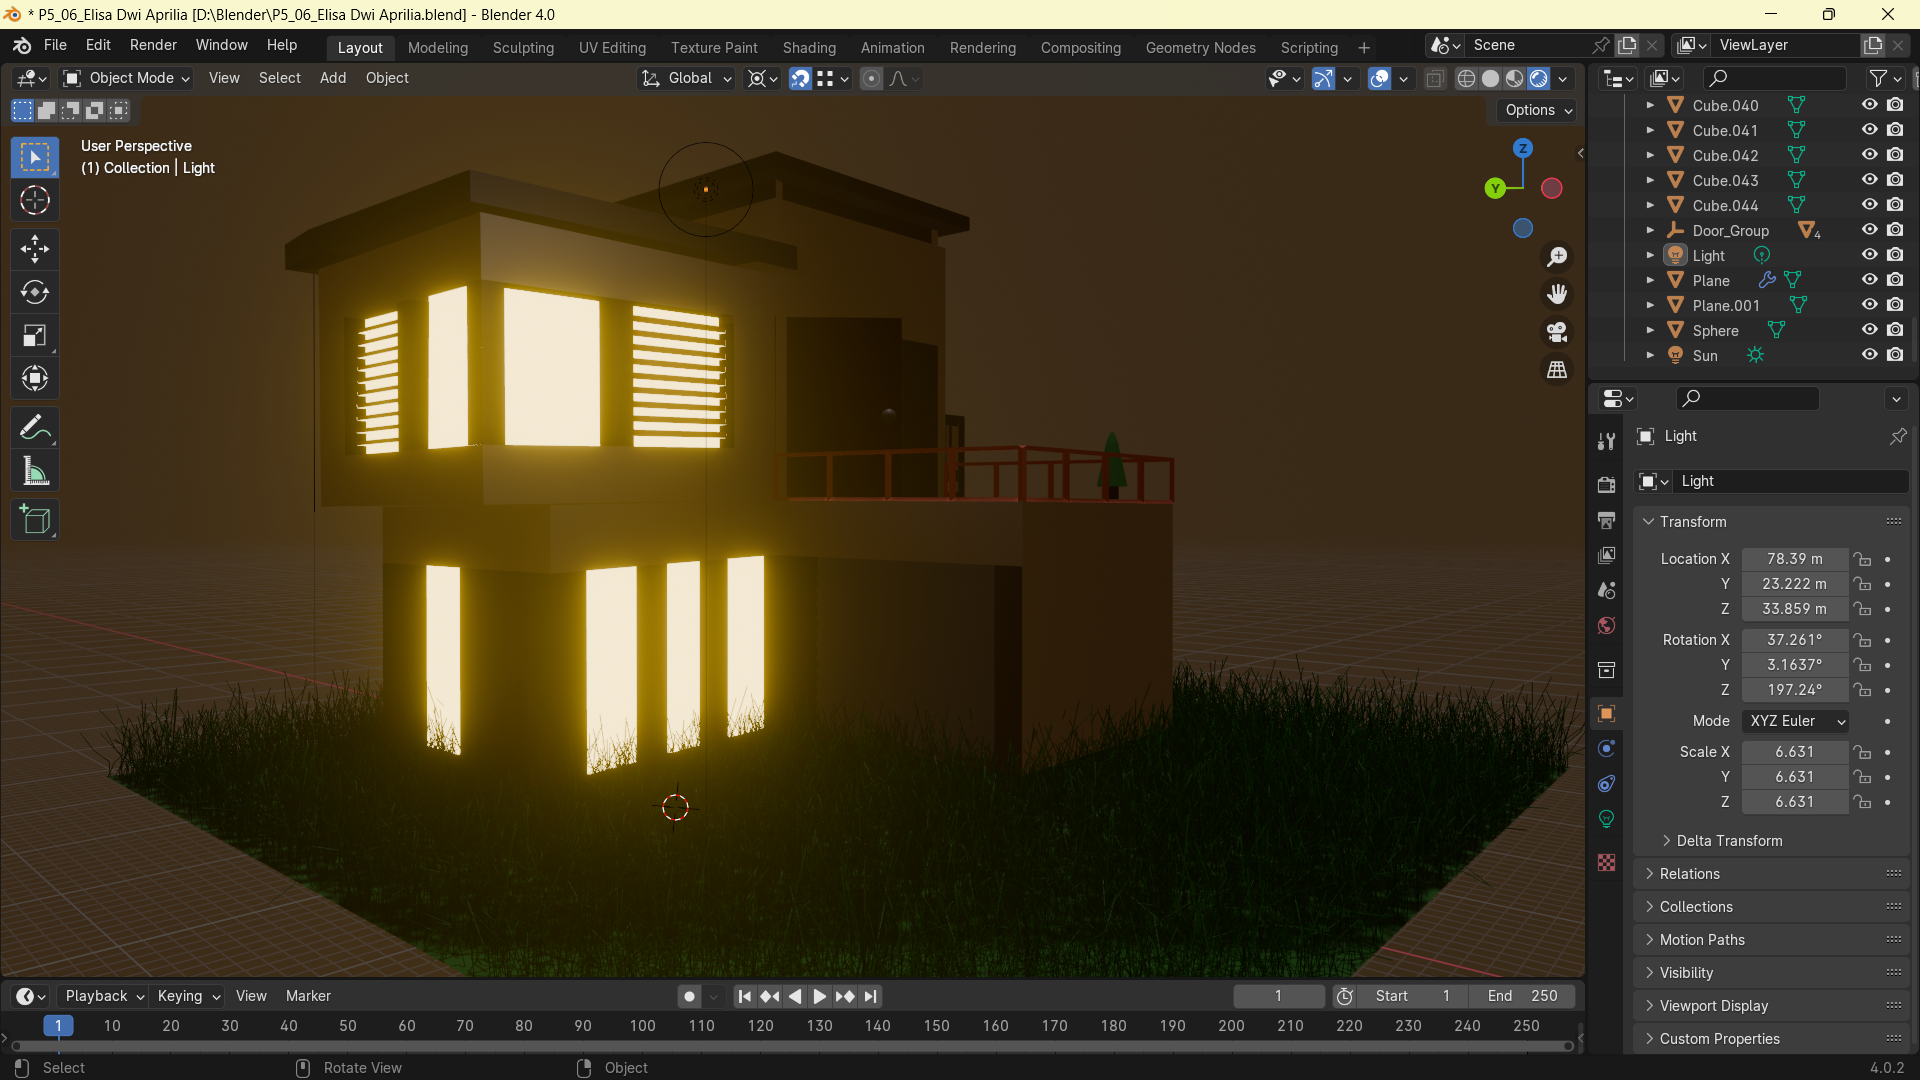 * P5_06_Elisa Dwi Aprilia [D:\Blender\P5_06_Elisa Dwi Aprilia.blend] - Blender 4.0
File Edit Render Window Help Layout Modeling Sculpting UV Editing Texture Paint Shading Animation Rendering Compositing Geometry Nodes Scripting + Scene ViewLayer
Object Mode View Select Add Object Global
Options
User Perspective
(1) Collection | Light
Z
Y
Cube.040
Cube.041
Cube.042
Cube.043
Cube.044
Door_Group 4
Light
Plane
Plane.001
Sphere
Sun
Light
Light
Transform
Location X 78.39 m
Y 23.222 m
Z 33.859 m
Rotation X 37.261°
Y 3.1637°
Z 197.24°
Mode XYZ Euler
Scale X 6.631
Y 6.631
Z 6.631
Delta Transform
Relations
Collections
Motion Paths
Visibility
Viewport Display
Custom Properties
Playback Keying View Marker 1 Start 1 End 250
1 10 20 30 40 50 60 70 80 90 100 110 120 130 140 150 160 170 180 190 200 210 220 230 240 250
Select Rotate View Object 4.0.2